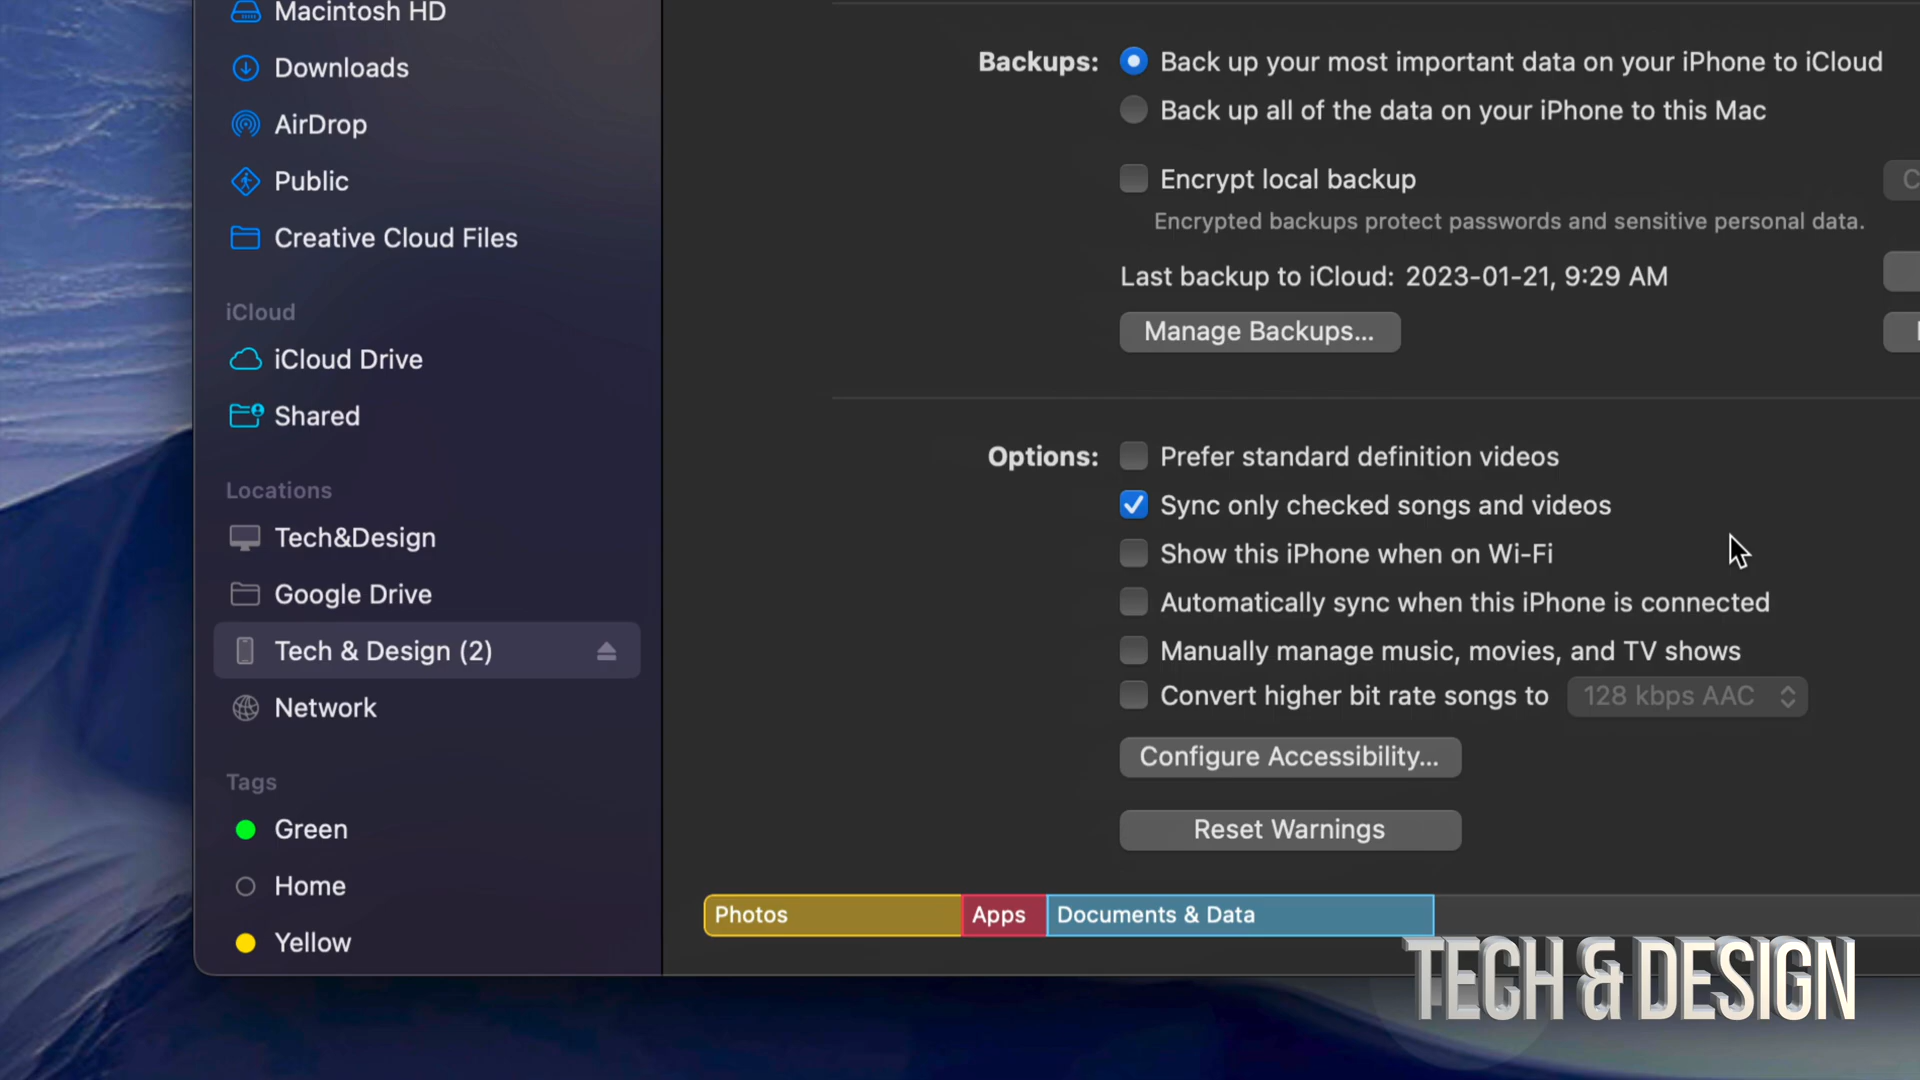 Macintosh HD
Downloads
AirDrop
Public
Creative Cloud Files
iCloud
iCloud Drive
Shared
Locations
Tech&Design
Google Drive
Tech & Design (2)
Network
Tags
Green
Home
Yellow
Backups:
Back up your most important data on your iPhone to iCloud
Back up all of the data on your iPhone to this Mac
Encrypt local backup
Encrypted backups protect passwords and sensitive personal data.
Last backup to iCloud: 2023-01-21, 9:29 AM
Manage Backups...
Options:
Prefer standard definition videos
Sync only checked songs and videos
Show this iPhone when on Wi-Fi
Automatically sync when this iPhone is connected
Manually manage music, movies, and TV shows
Convert higher bit rate songs to 128 kbps AAC
Configure Accessibility...
Reset Warnings
Photos Apps Documents & Data
TECH & DESIGN